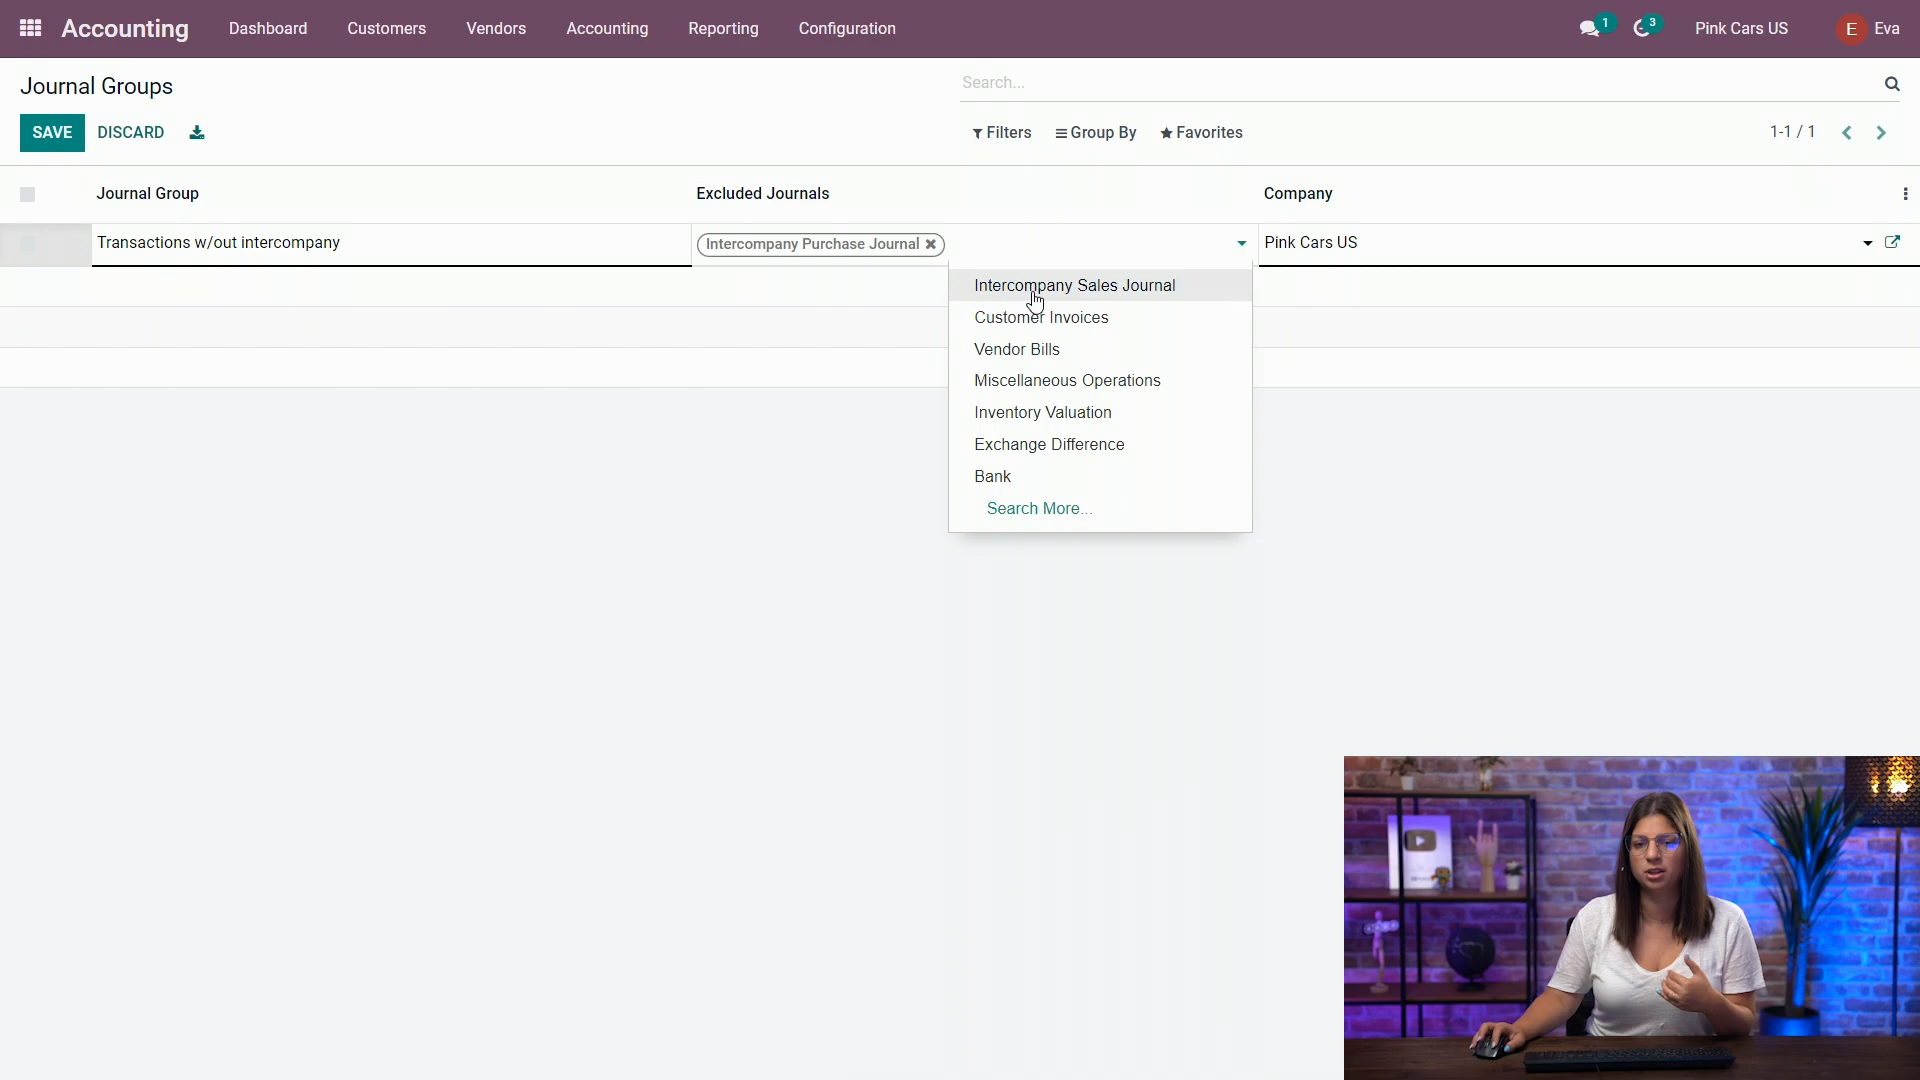 Accounting Dashboard Customers Vendors Accounting Reporting Configuration 1 3 Pink Cars US E Eva
Journal Groups
Search...
SAVE DISCARD Filters Group By Favorites 1-1 / 1
Journal Group Excluded Journals Company
Transactions w/out intercompany Intercompany Purchase Journal Pink Cars US
Intercompany Sales Journal
Customer Invoices
Vendor Bills
Miscellaneous Operations
Inventory Valuation
Exchange Difference
Bank
Search More...